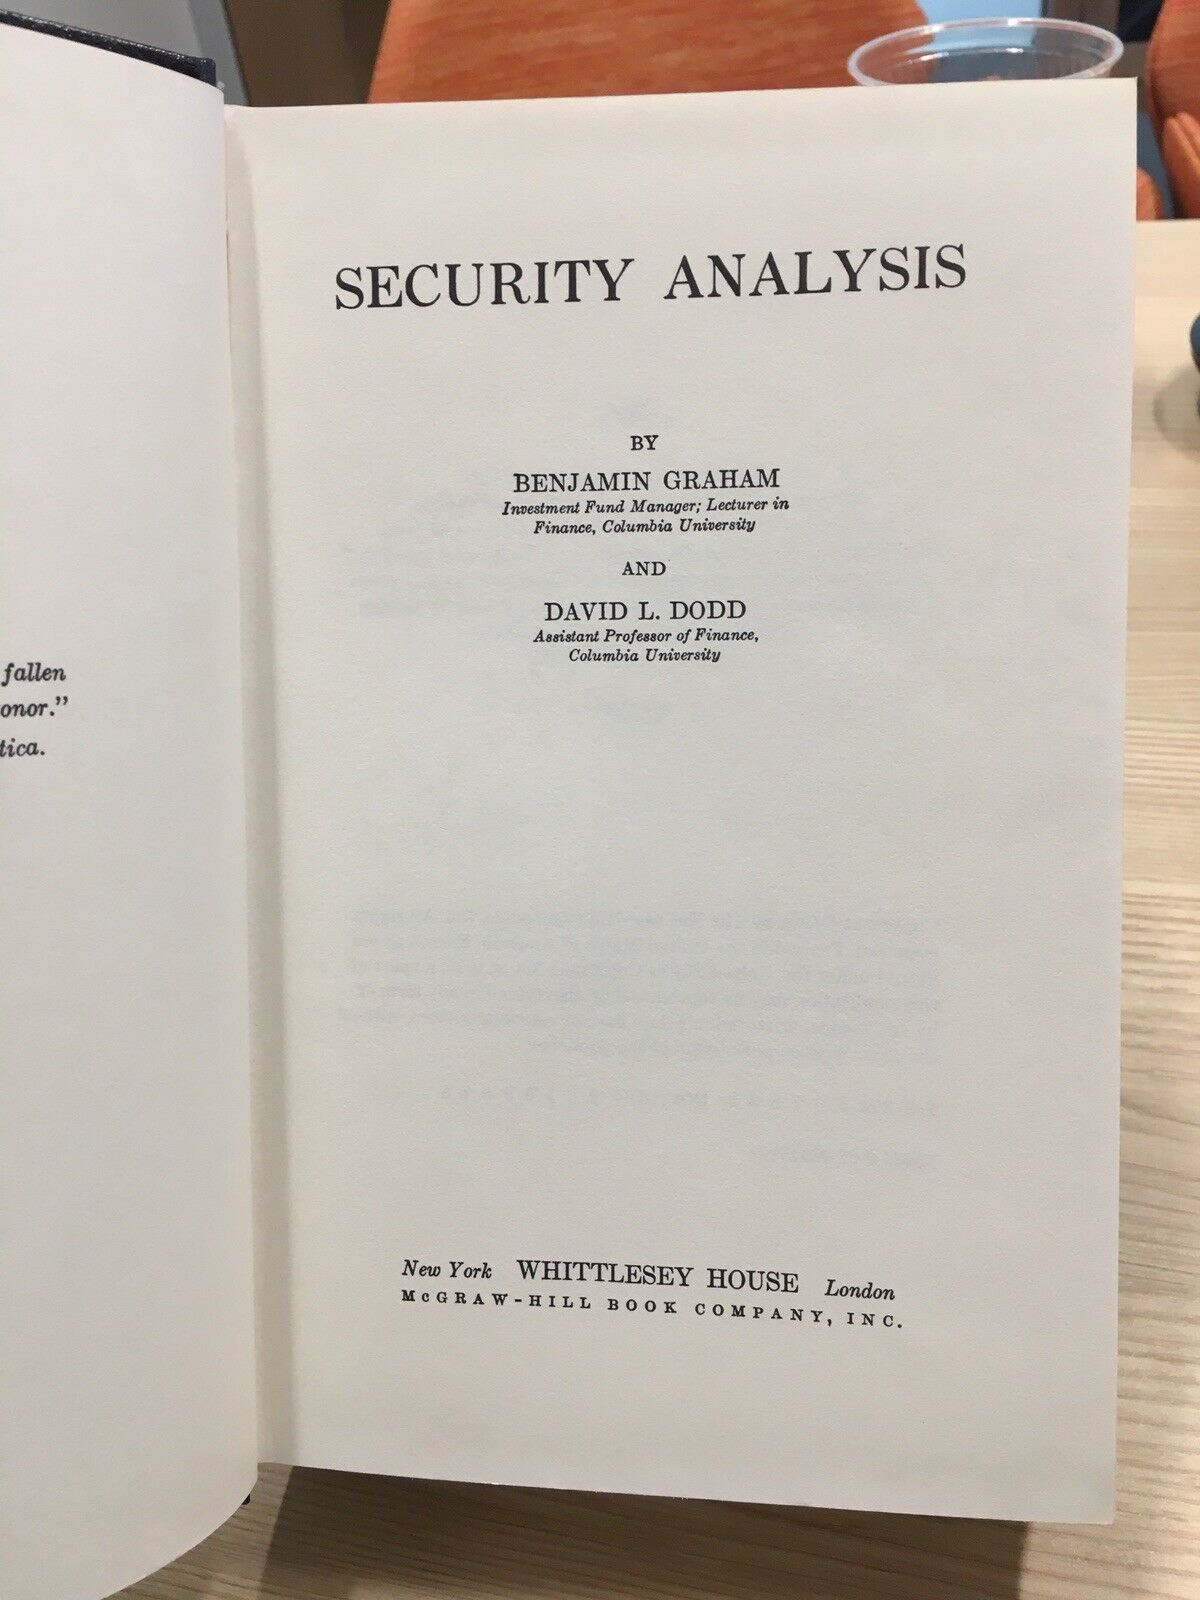 fallen
onor.”
tica.
SECURITY ANALYSIS
BY
BENJAMIN GRAHAM
Investment Fund Manager; Lecturer in
Finance, Columbia University
AND
DAVID L. DODD
Assistant Professor of Finance,
Columbia University
New York WHITTLESEY HOUSE London
McGRAW-HILL BOOK COMPANY, INC.